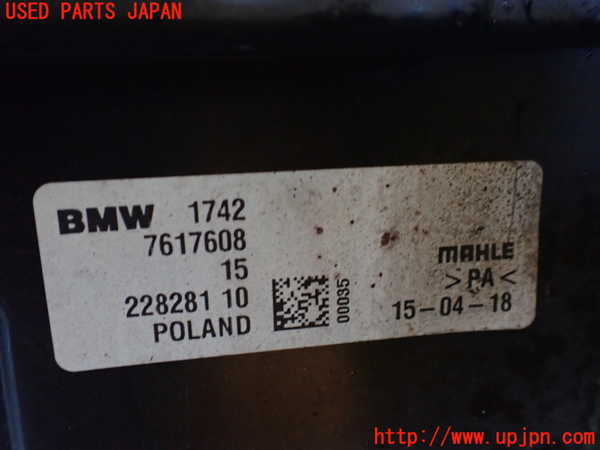 USED PARTS JAPAN
BMW 1742
7617608
15
228281 10
POLAND
00035
MAHLE
>PA<
15-04-18
http://www.upjpn.com/